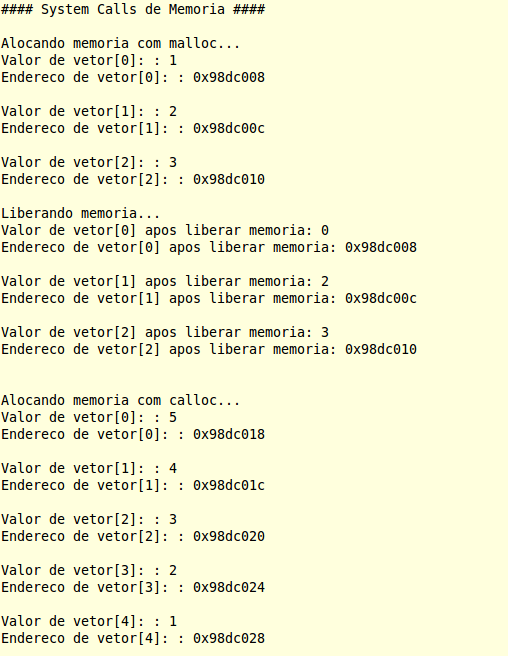 #### System Calls de Memoria ####
Alocando memoria com malloc...
Valor de vetor[0]: : 1
Endereco de vetor[0]: : 0x98dc008
Valor de vetor[1]: : 2
Endereco de vetor[1]: : 0x98dc00c
Valor de vetor[2]: : 3
Endereco de vetor[2]: : 0x98dc010
Liberando memoria...
Valor de vetor[0] apos liberar memoria: 0
Endereco de vetor[0] apos liberar memoria: 0x98dc008
Valor de vetor[1] apos liberar memoria: 2
Endereco de vetor[1] apos liberar memoria: 0x98dc00c
Valor de vetor[2] apos liberar memoria: 3
Endereco de vetor[2] apos liberar memoria: 0x98dc010
Alocando memoria com calloc...
Valor de vetor[0]: : 5
Endereco de vetor[0]: : 0x98dc018
Valor de vetor[1]: : 4
Endereco de vetor[1]: : 0x98dc01c
Valor de vetor[2]: : 3
Endereco de vetor[2]: : 0x98dc020
Valor de vetor[3]: : 2
Endereco de vetor[3]: : 0x98dc024
Valor de vetor[4]: : 1
Endereco de vetor[4]: : 0x98dc028